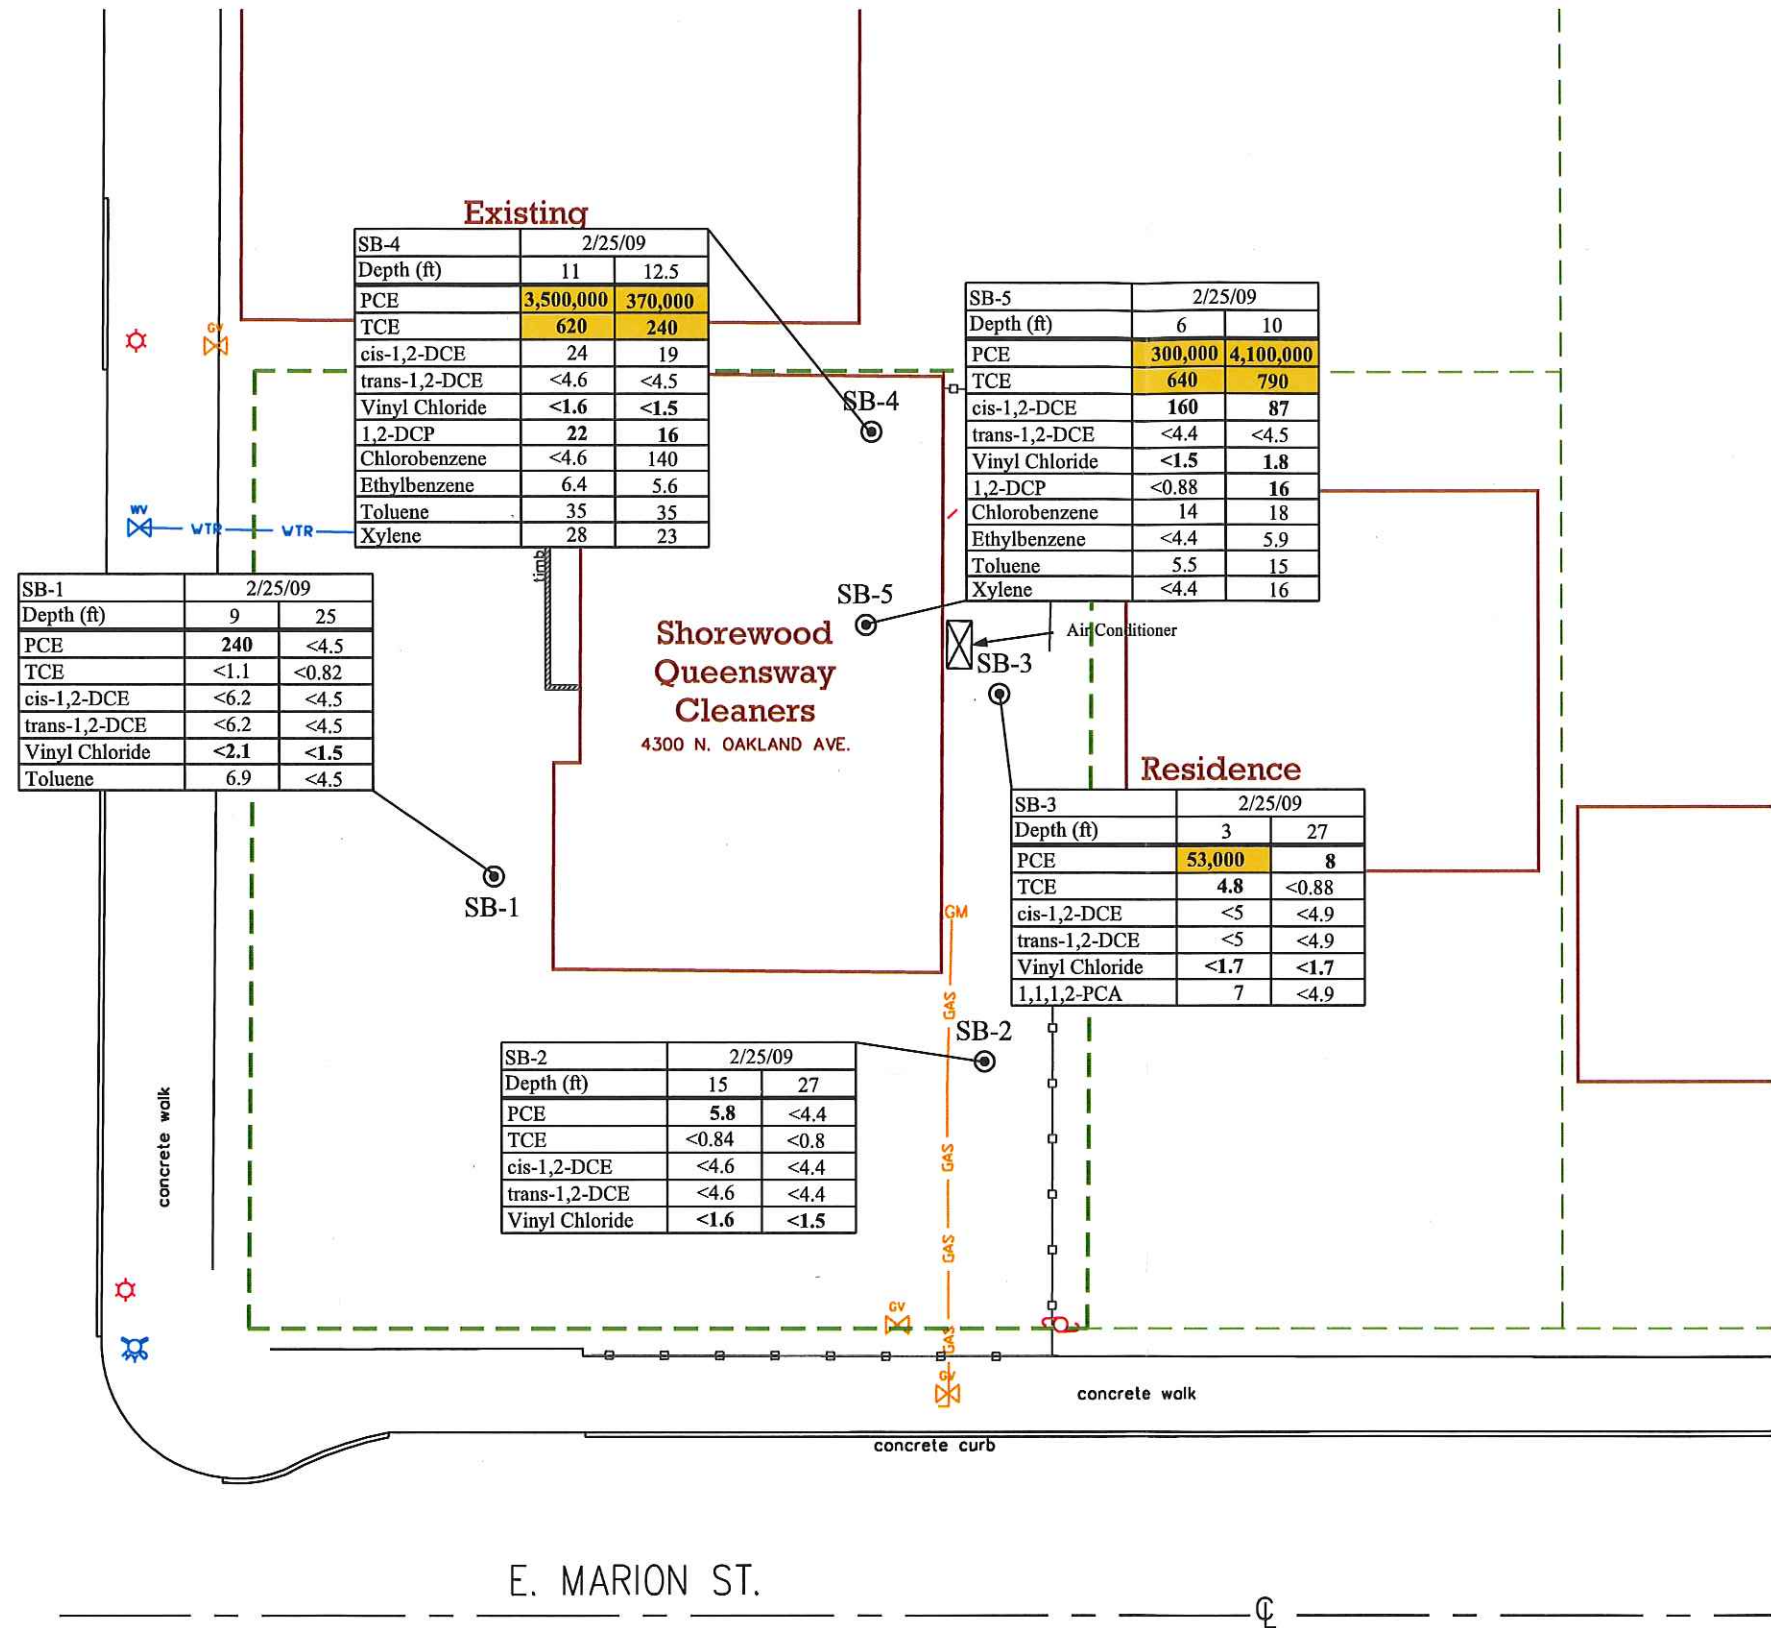 Existing
SB-4 2/25/09
Depth (ft) 11 12.5
PCE 3,500,000 370,000
TCE 620 240
cis-1,2-DCE 24 19
trans-1,2-DCE <4.6 <4.5
Vinyl Chloride <1.6 <1.5
1,2-DCP 22 16
Chlorobenzene <4.6 140
Ethylbenzene 6.4 5.6
Toluene 35 35
Xylene 28 23
SB-5 2/25/09
Depth (ft) 6 10
PCE 300,000 4,100,000
TCE 640 790
cis-1,2-DCE 160 87
trans-1,2-DCE <4.4 <4.5
Vinyl Chloride <1.5 1.8
1,2-DCP <0.88 16
Chlorobenzene 14 18
Ethylbenzene <4.4 5.9
Toluene 5.5 15
Xylene <4.4 16
GV
SB-4
WV
WTR WTR
timb
SB-1 2/25/09
Depth (ft) 9 25
PCE 240 <4.5
TCE <1.1 <0.82
cis-1,2-DCE <6.2 <4.5
trans-1,2-DCE <6.2 <4.5
Vinyl Chloride <2.1 <1.5
Toluene 6.9 <4.5
SB-5
Shorewood
Queensway
Cleaners
4300 N. OAKLAND AVE.
Air Conditioner
SB-3
Residence
SB-3 2/25/09
Depth (ft) 3 27
PCE 53,000 8
TCE 4.8 <0.88
cis-1,2-DCE <5 <4.9
trans-1,2-DCE <5 <4.9
Vinyl Chloride <1.7 <1.7
1,1,1,2-PCA 7 <4.9
SB-1
GM
GAS
SB-2
SB-2 2/25/09
Depth (ft) 15 27
PCE 5.8 <4.4
TCE <0.84 <0.8
cis-1,2-DCE <4.6 <4.4
trans-1,2-DCE <4.6 <4.4
Vinyl Chloride <1.6 <1.5
concrete walk
GAS
GAS
GV
GAS
GV
concrete walk
concrete curb
E. MARION ST.
℄